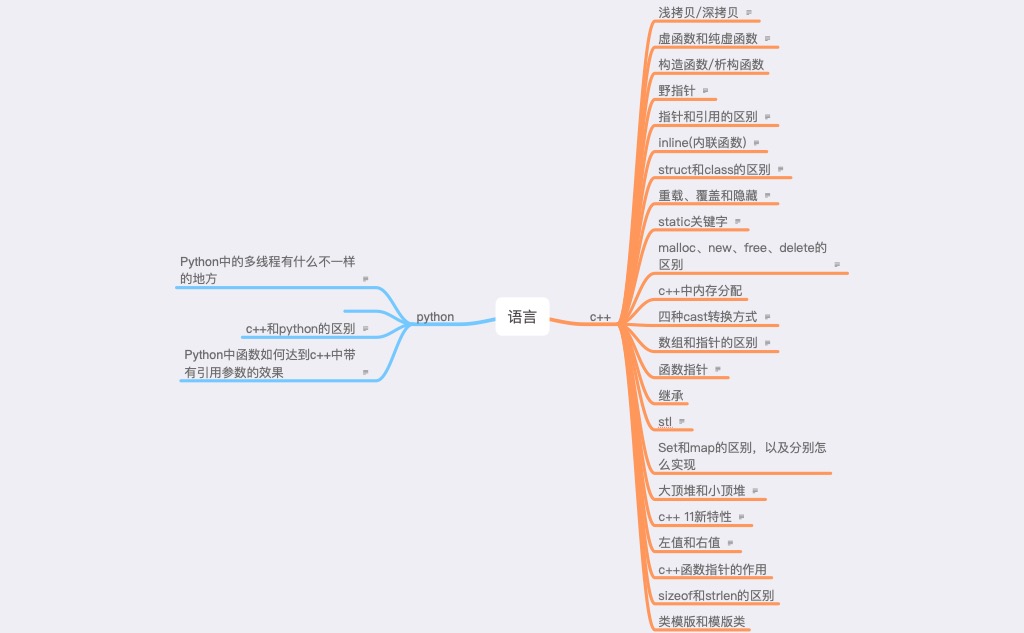 语言
python
Python中的多线程有什么不一样
的地方
c++和python的区别
Python中函数如何达到c++中带
有引用参数的效果
c++
浅拷贝/深拷贝
虚函数和纯虚函数
构造函数/析构函数
野指针
指针和引用的区别
inline(内联函数)
struct和class的区别
重载、覆盖和隐藏
static关键字
malloc、new、free、delete的
区别
c++中内存分配
四种cast转换方式
数组和指针的区别
函数指针
继承
stl
Set和map的区别，以及分别怎
么实现
大顶堆和小顶堆
c++ 11新特性
左值和右值
c++函数指针的作用
sizeof和strlen的区别
类模版和模版类